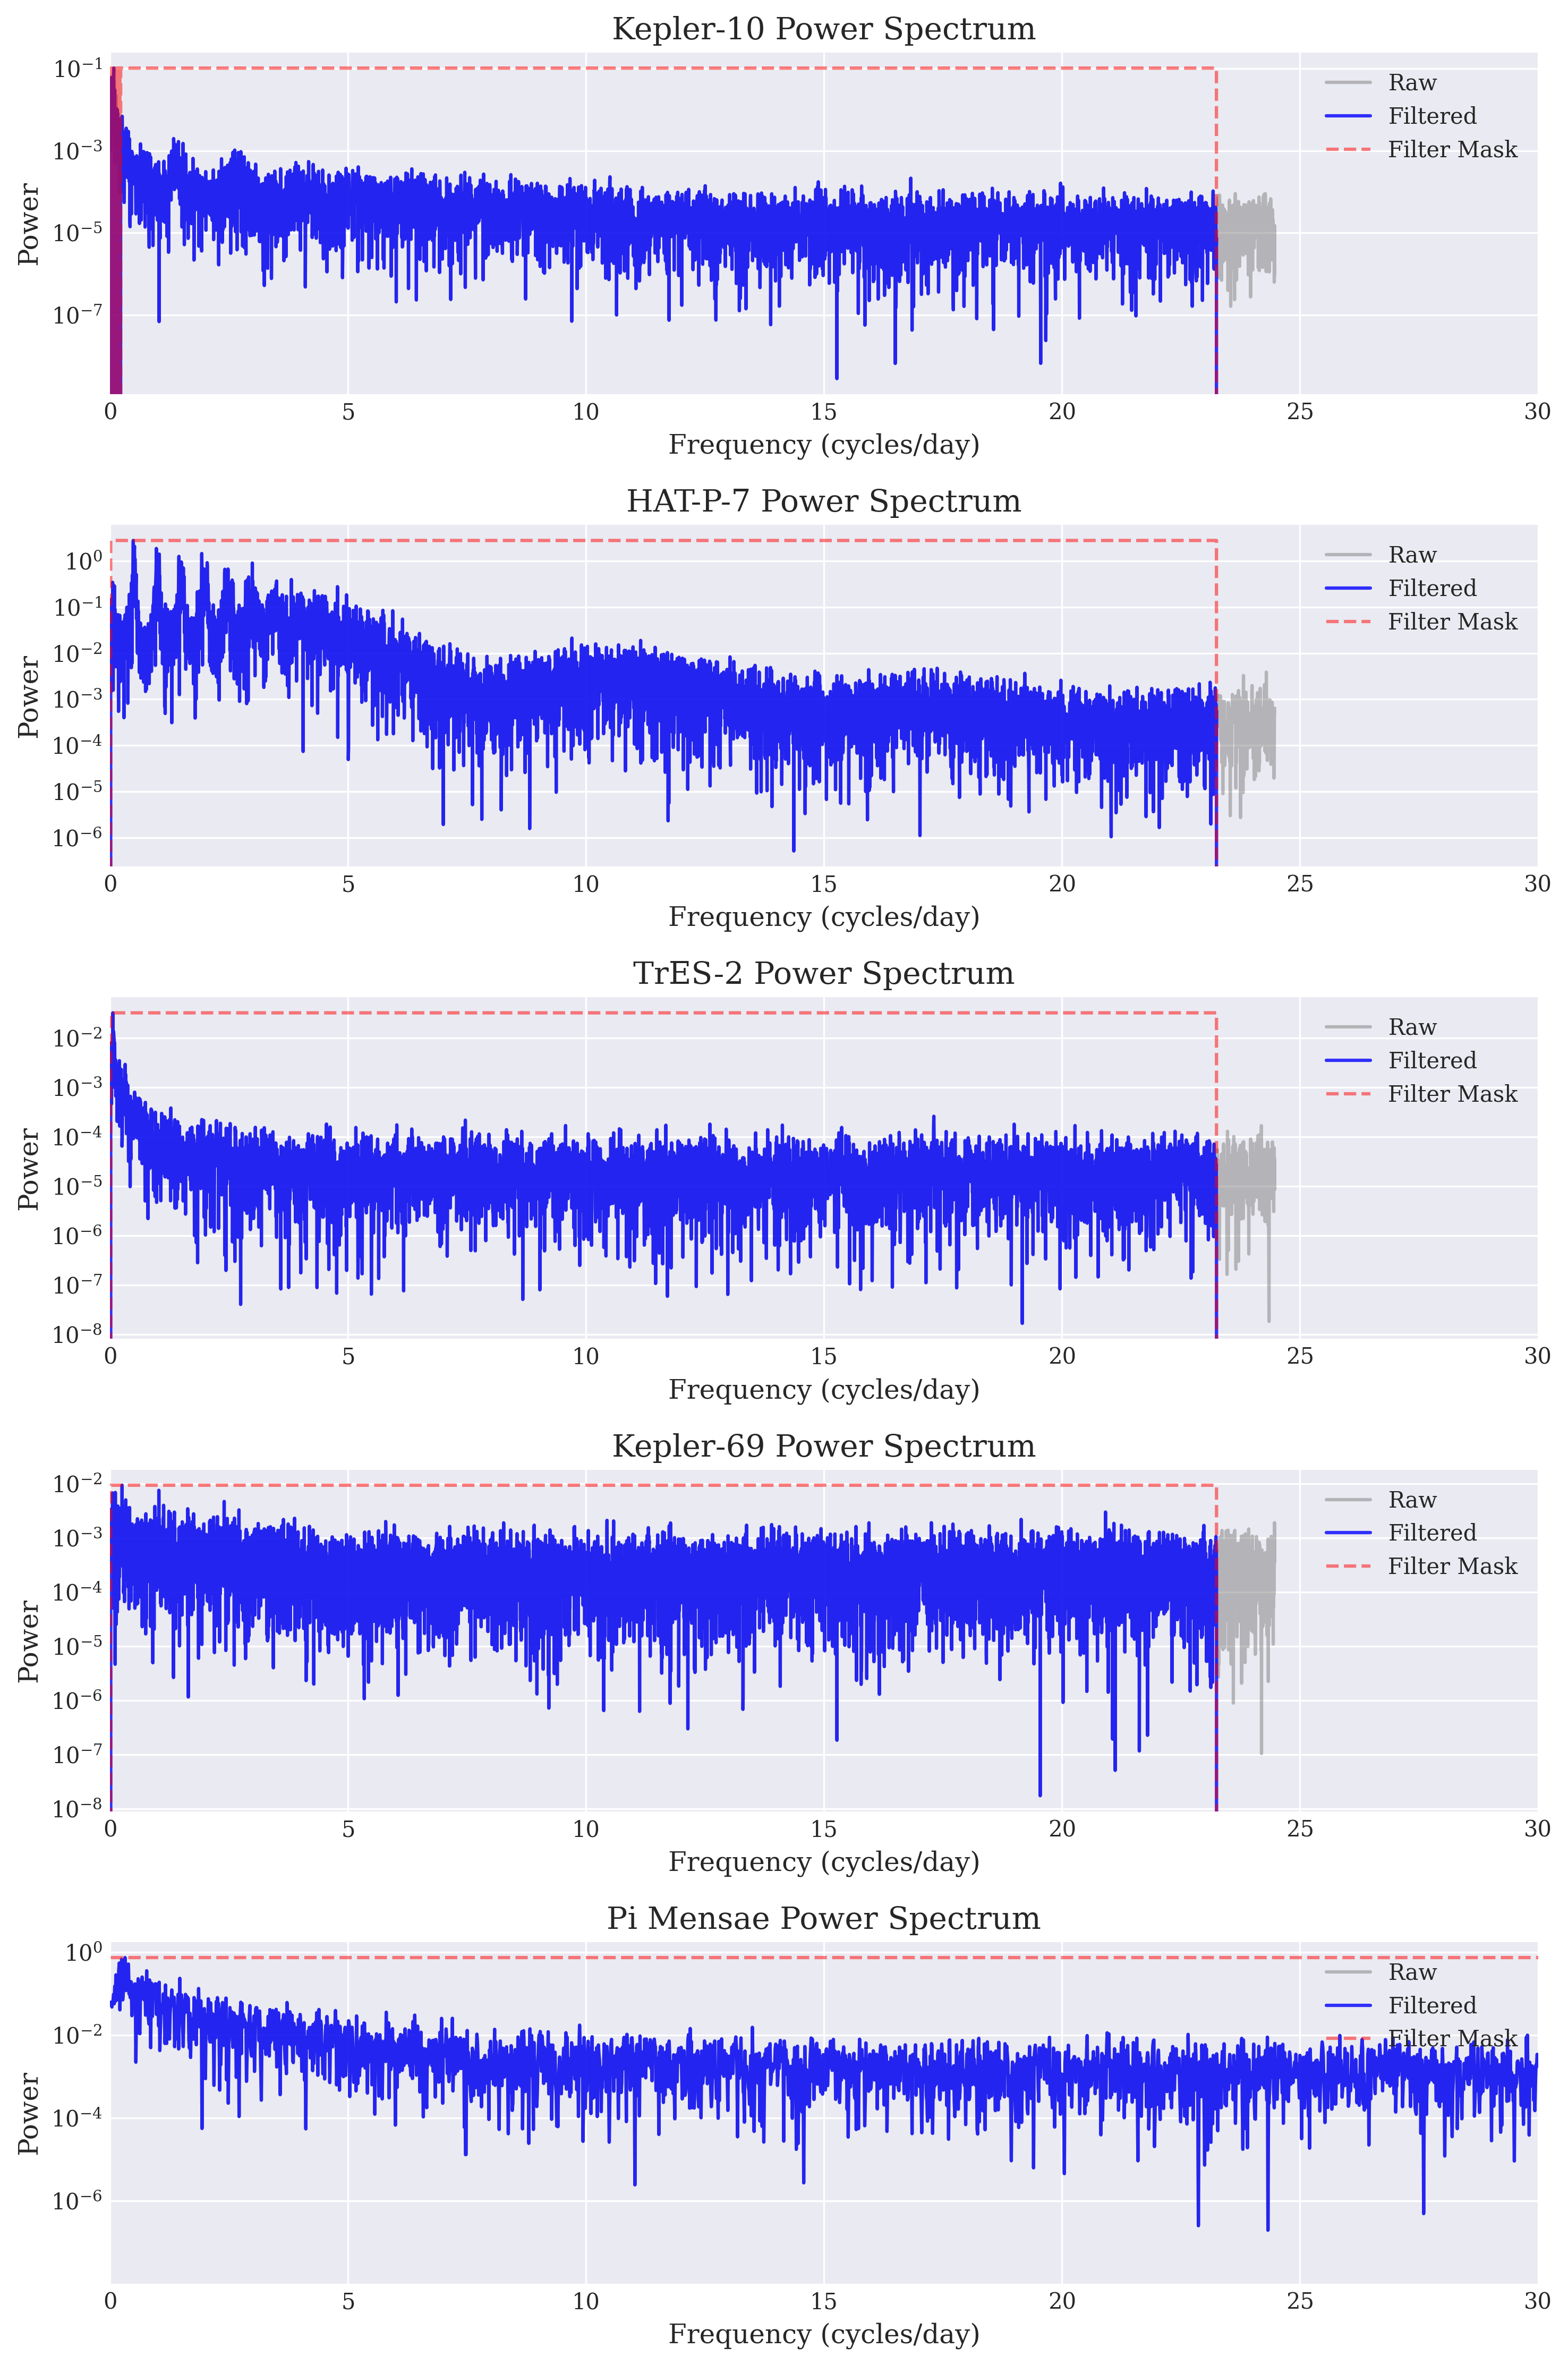 Kepler-10 Power Spectrum
10⁻¹
10⁻³
10⁻⁵
10⁻⁷
Power
Raw
Filtered
Filter Mask
0 5 10 15 20 25 30
Frequency (cycles/day)
HAT-P-7 Power Spectrum
10⁰
10⁻¹
10⁻²
10⁻³
10⁻⁴
10⁻⁵
10⁻⁶
Power
Raw
Filtered
Filter Mask
0 5 10 15 20 25 30
Frequency (cycles/day)
TrES-2 Power Spectrum
10⁻²
10⁻³
10⁻⁴
10⁻⁵
10⁻⁶
10⁻⁷
10⁻⁸
Power
Raw
Filtered
Filter Mask
0 5 10 15 20 25 30
Frequency (cycles/day)
Kepler-69 Power Spectrum
10⁻²
10⁻³
10⁻⁴
10⁻⁵
10⁻⁶
10⁻⁷
10⁻⁸
Power
Raw
Filtered
Filter Mask
0 5 10 15 20 25 30
Frequency (cycles/day)
Pi Mensae Power Spectrum
10⁰
10⁻²
10⁻⁴
10⁻⁶
Power
Raw
Filtered
Filter Mask
0 5 10 15 20 25 30
Frequency (cycles/day)